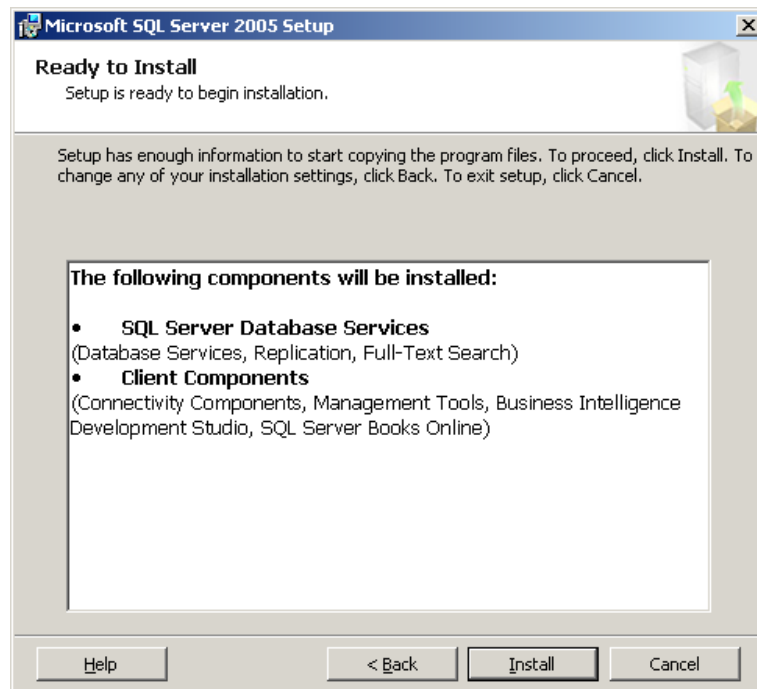 Microsoft SQL Server 2005 Setup
Ready to Install
Setup is ready to begin installation.
Setup has enough information to start copying the program files. To proceed, click Install. To
change any of your installation settings, click Back. To exit setup, click Cancel.
The following components will be installed:
• SQL Server Database Services
(Database Services, Replication, Full-Text Search)
• Client Components
(Connectivity Components, Management Tools, Business Intelligence
Development Studio, SQL Server Books Online)
Help < Back Install Cancel